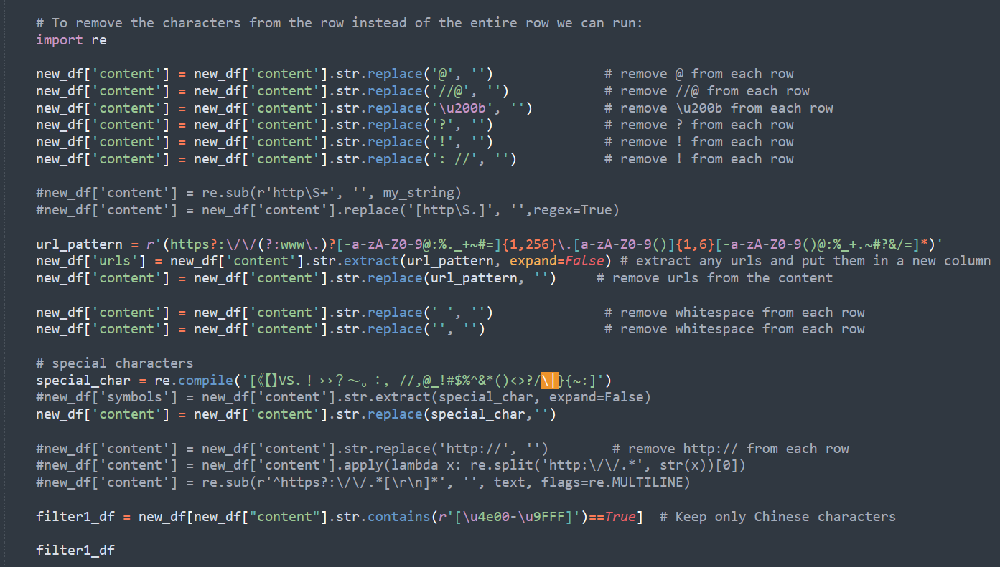 # To remove the characters from the row instead of the entire row we can run:
import re
new_df['content'] = new_df['content'].str.replace('@', '')              # remove @ from each row
new_df['content'] = new_df['content'].str.replace('//@', '')            # remove //@ from each row
new_df['content'] = new_df['content'].str.replace('\u200b', '')         # remove \u200b from each row
new_df['content'] = new_df['content'].str.replace('?', '')              # remove ? from each row
new_df['content'] = new_df['content'].str.replace('!', '')              # remove ! from each row
new_df['content'] = new_df['content'].str.replace(': //', '')           # remove ! from each row
#new_df['content'] = re.sub(r'http\S+', '', my_string)
#new_df['content'] = new_df['content'].replace('[http\S.]', '',regex=True)
url_pattern = r'(https?:\/\/(?:www\.)?[-a-zA-Z0-9@:%._+~#=]{1,256}\.[a-zA-Z0-9()]{1,6}[-a-zA-Z0-9()@:%_+.~#?&/=]*)'
new_df['urls'] = new_df['content'].str.extract(url_pattern, expand=False) # extract any urls and put them in a new column
new_df['content'] = new_df['content'].str.replace(url_pattern, '')     # remove urls from the content
new_df['content'] = new_df['content'].str.replace(' ', '')              # remove whitespace from each row
new_df['content'] = new_df['content'].str.replace('', '')               # remove whitespace from each row
# special characters
special_char = re.compile('[《【】VS.！→→？～。：，//,@_!#$%^&*()<>?/\|}{~:]')
#new_df['symbols'] = new_df['content'].str.extract(special_char, expand=False)
new_df['content'] = new_df['content'].str.replace(special_char,'')
#new_df['content'] = new_df['content'].str.replace('http://', '')        # remove http:// from each row
#new_df['content'] = new_df['content'].apply(lambda x: re.split('http:\/\/.*', str(x))[0])
#new_df['content'] = re.sub(r'^https?:\/\/.*[\r\n]*', '', text, flags=re.MULTILINE)
filter1_df = new_df[new_df["content"].str.contains(r'[\u4e00-\u9FFF]')==True]  # Keep only Chinese characters
filter1_df